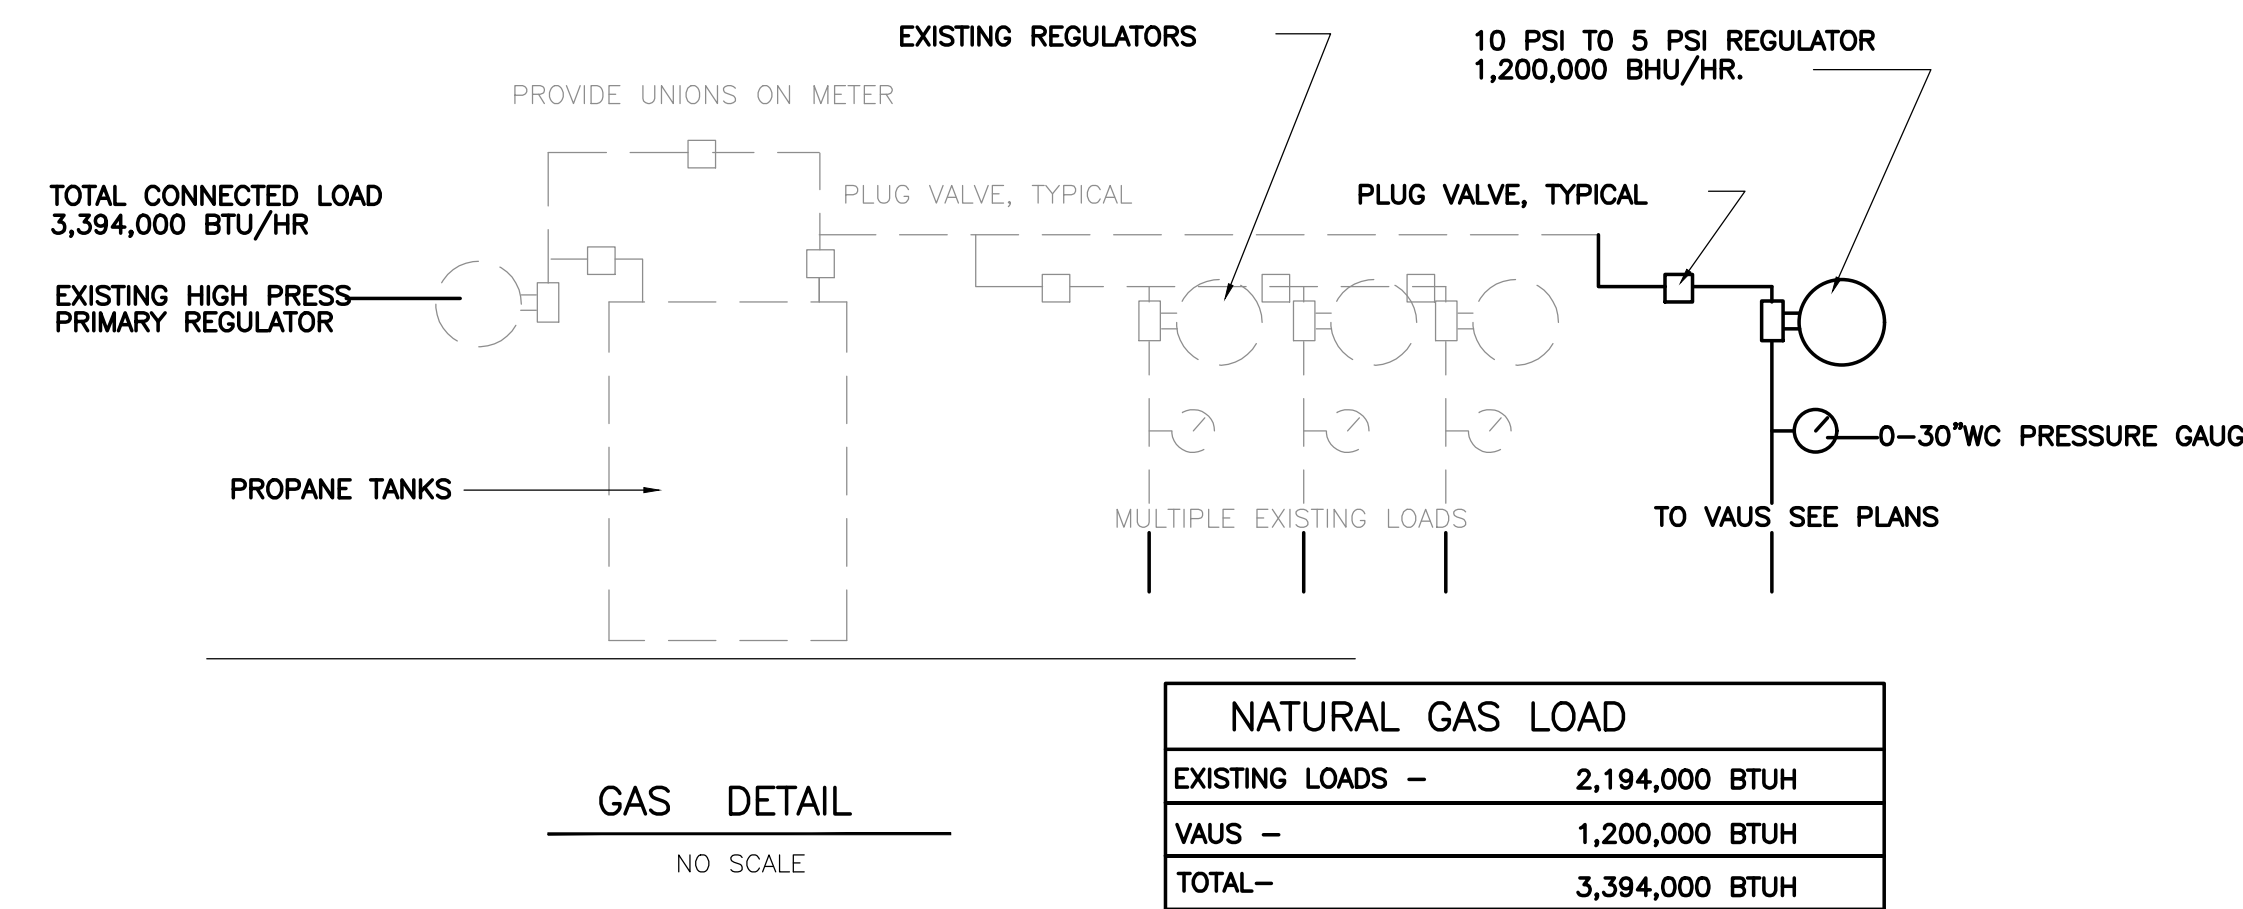 EXISTING REGULATORS
10 PSI TO 5 PSI REGULATOR
1,200,000 BHU/HR.
PROVIDE UNIONS ON METER
TOTAL CONNECTED LOAD
3,394,000 BTU/HR
PLUG VALVE, TYPICAL
PLUG VALVE, TYPICAL
EXISTING HIGH PRESS
PRIMARY REGULATOR
0-30"WC PRESSURE GAUG
PROPANE TANKS
MULTIPLE EXISTING LOADS
TO VAUS SEE PLANS
NATURAL GAS LOAD
EXISTING LOADS - 2,194,000 BTUH
VAUS - 1,200,000 BTUH
TOTAL- 3,394,000 BTUH
GAS DETAIL
NO SCALE